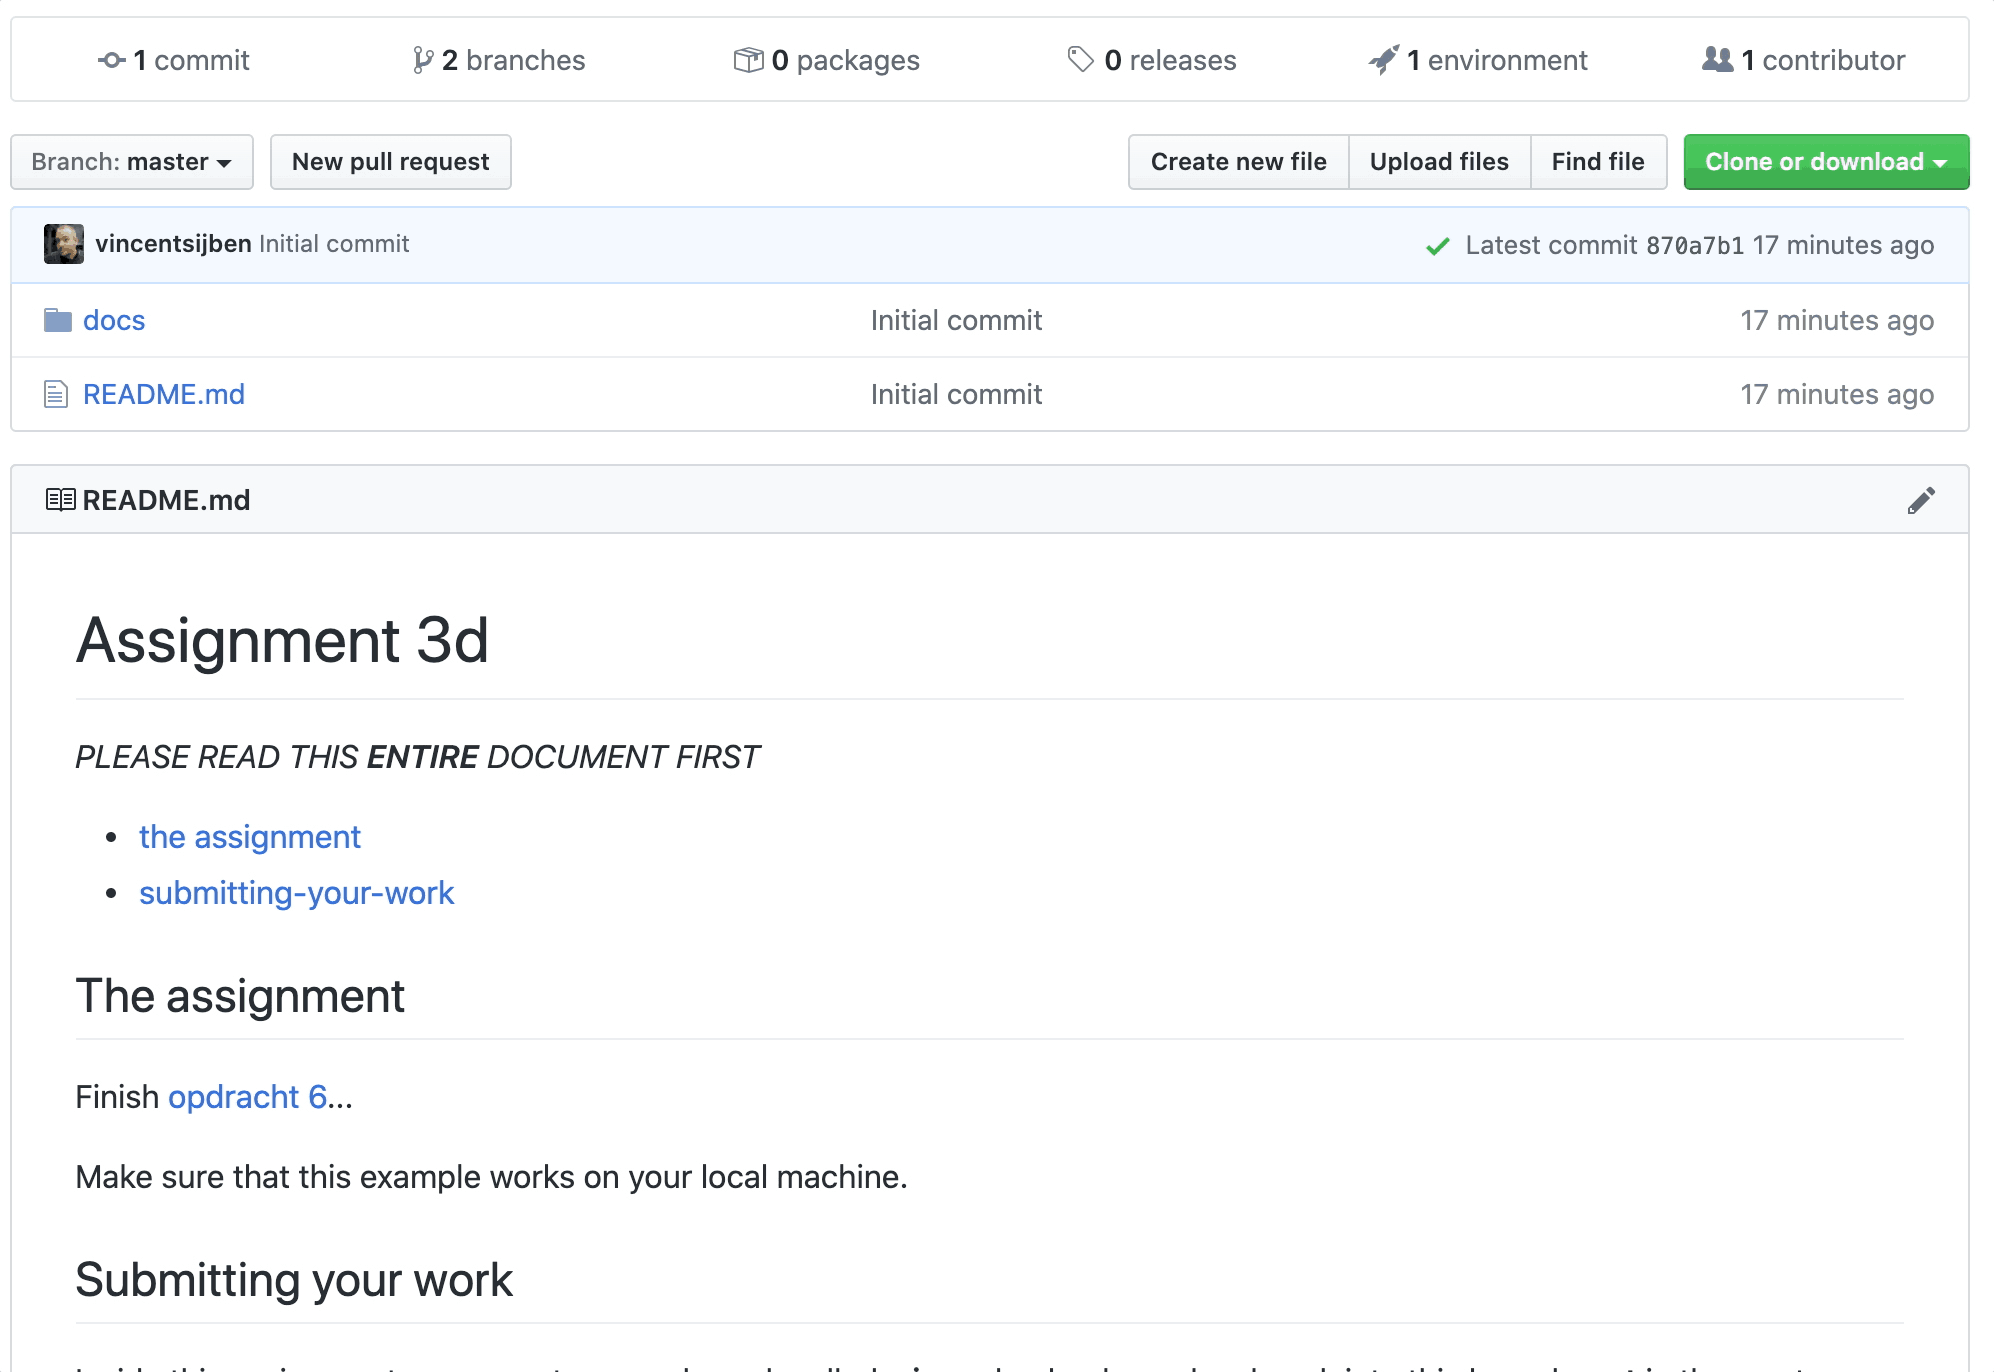 1 commit 2 branches 0 packages 0 releases 1 environment 1 contributor
Branch: master New pull request Create new file Upload files Find file Clone or download
vincentsijben Initial commit Latest commit 870a7b1 17 minutes ago
docs Initial commit 17 minutes ago
README.md Initial commit 17 minutes ago
README.md
Assignment 3d
PLEASE READ THIS ENTIRE DOCUMENT FIRST
• the assignment
• submitting-your-work
The assignment
Finish opdracht 6...
Make sure that this example works on your local machine.
Submitting your work